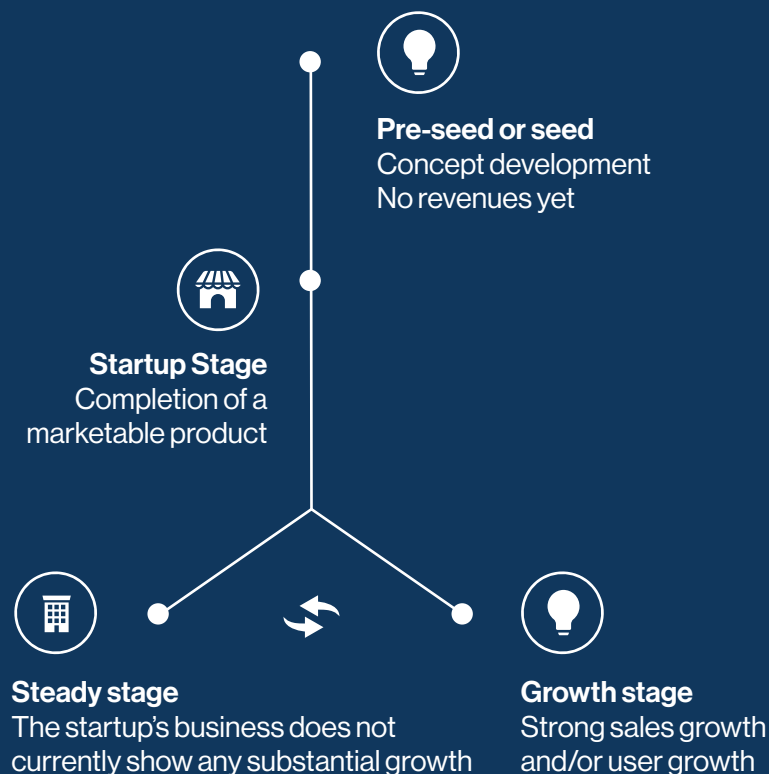 Pre-seed or seed
Concept development
No revenues yet
Startup Stage
Completion of a
marketable product
Steady stage
The startup’s business does not
currently show any substantial growth
Growth stage
Strong sales growth
and/or user growth